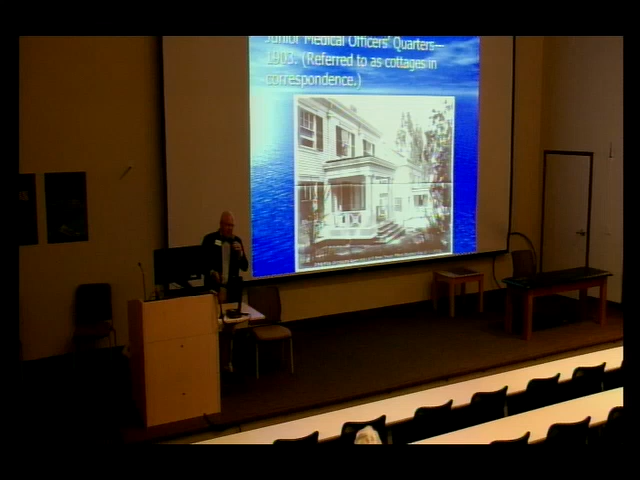 Junior Medical Officers' Quarters—
1903. (Referred to as cottages in
correspondence.)